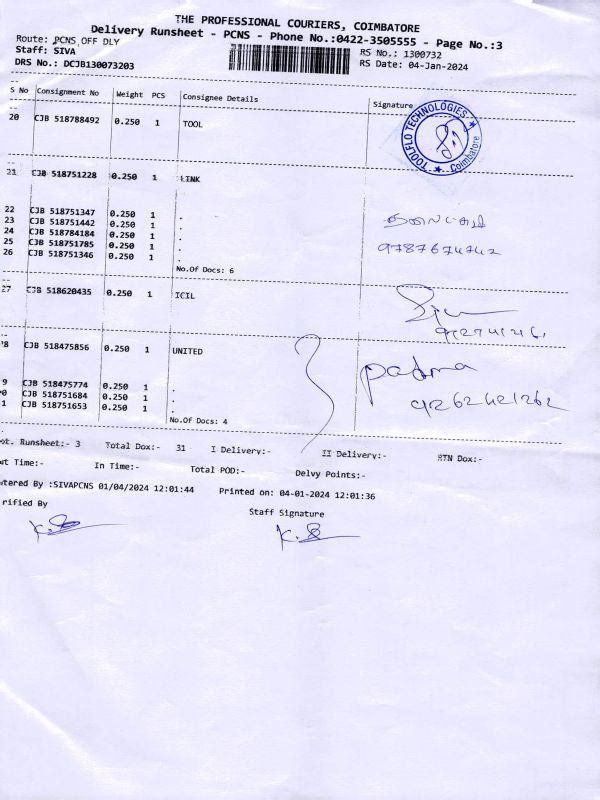 THE PROFESSIONAL COURIERS, COIMBATORE
Delivery Runsheet - PCNS - Phone No.:0422-3505555 - Page No.:3
Route: PCNS OFF DLY
RS No.: 1300732
Staff: SIVA
RS Date: 04-Jan-2024
DRS No.: DCJB130073203
S No Consignment No Weight PCS Consignee Details Signature
20 CJB 518788492 0.250 1 TOOL
TOOLFLO TECHNOLOGIES
Coimbatore
21 CJB 518751228 0.250 1 LINK
22 CJB 518751347 0.250 1 .
23 CJB 518751442 0.250 1 .
24 CJB 518784184 0.250 1 .
25 CJB 518751785 0.250 1 .
26 CJB 518751346 0.250 1 .
9787674742
No.Of Docs: 6
27 CJB 518620435 0.250 1 ICIL
'8 CJB 518475856 0.250 1 UNITED
padma
9262421262
9 CJB 518475774 0.250 1 .
0 CJB 518751684 0.250 1 .
1 CJB 518751653 0.250 1 .
No.Of Docs: 4
ot. Runsheet:- 3 Total Dox:- 31 I Delivery:- II Delivery:- RTN Dox:-
ut Time:- In Time:- Total POD:- Delvy Points:-
tered By :SIVAPCNS 01/04/2024 12:01:44 Printed on: 04-01-2024 12:01:36
rified By Staff Signature